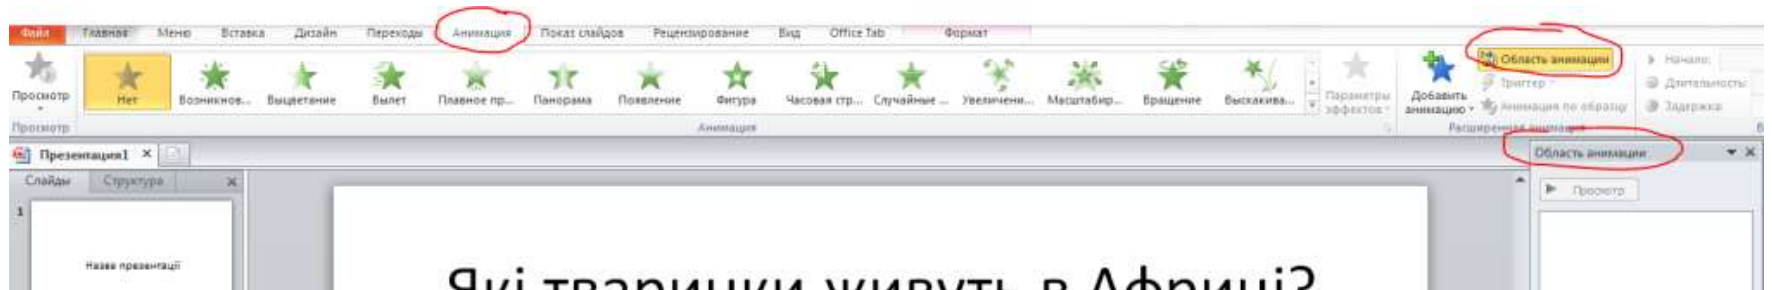 Файл Главная Меню Вставка Дизайн Переходы Анимация Показ слайдов Рецензирование Вид Office Tab Формат
Просмотр Нет Возникнов... Выцветание Вылет Плавное пр... Панорама Появление Фигура Часовая стр... Случайные ... Увеличени... Масштабир... Вращение Выскакива... Параметры эффектов Добавить анимацию Область анимации Начало:
Триггер Длительность:
Анимация по образцу Задержка:
Просмотр Анимация Расширенная анимация
Презентация1 Область анимации
Слайды Структура Просмотр
1
Назва презентації
Які тваринки живуть в Африці?